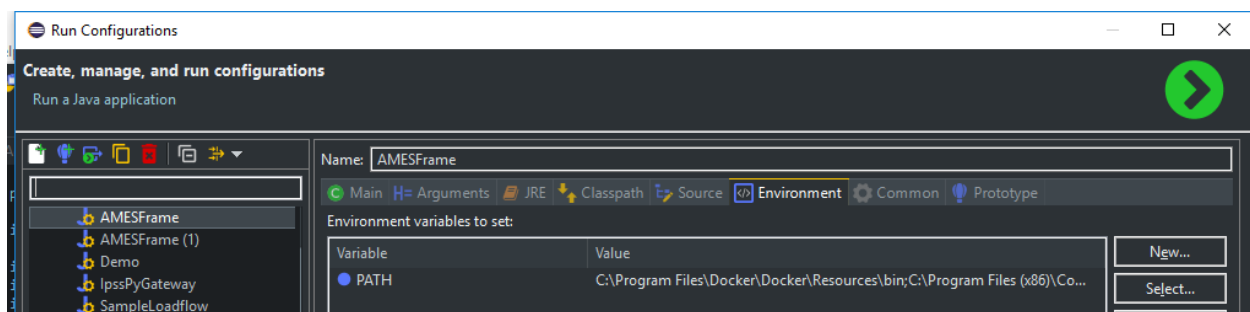 Run Configurations
Create, manage, and run configurations
Run a Java application
Name: AMESFrame
Main Arguments JRE Classpath Source Environment Common Prototype
AMESFrame
AMESFrame (1)
Demo
IpssPyGateway
SampleLoadflow
Environment variables to set:
Variable Value
PATH C:\Program Files\Docker\Docker\Resources\bin;C:\Program Files (x86)\Co...
New...
Select...